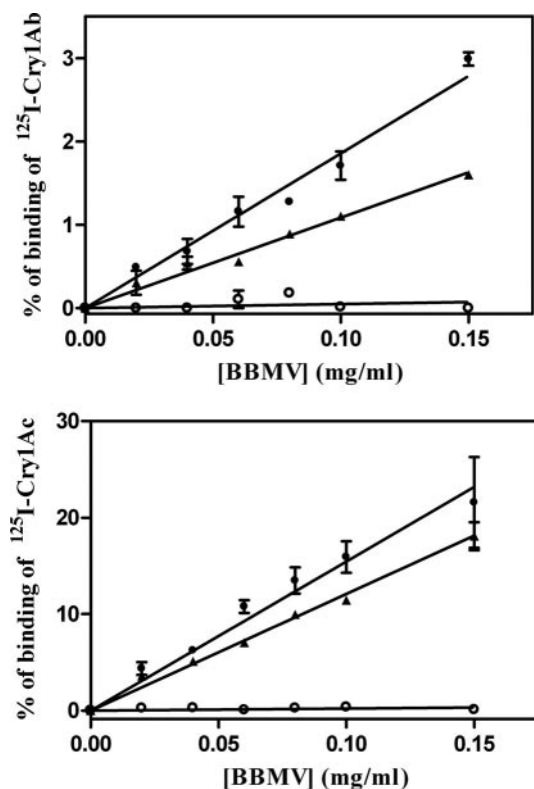 % of binding of ¹²⁵I-Cry1Ab
3
2
1
0
0.00 0.05 0.10 0.15
[BBMV] (mg/ml)
% of binding of ¹²⁵I-Cry1Ac
30
20
10
0
0.00 0.05 0.10 0.15
[BBMV] (mg/ml)